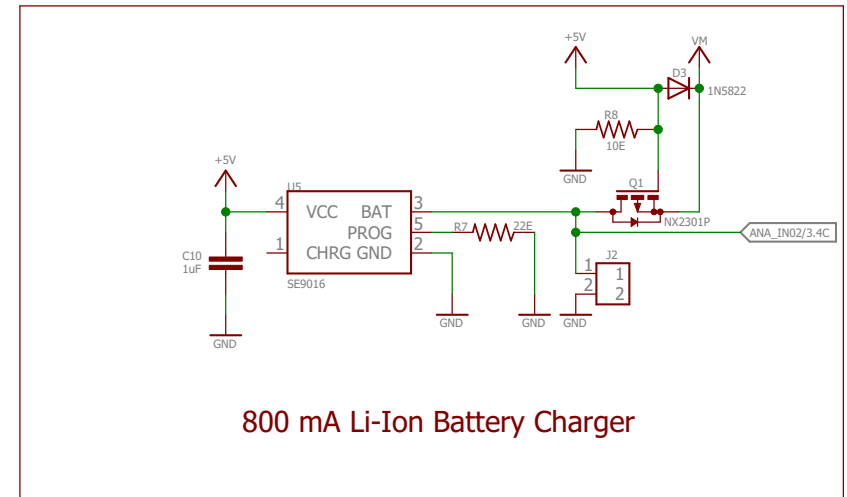 +5V
VM
D3
1N5822
R8
10E
GND
+5V
Q1
NX2301P
U5
4 VCC BAT 3
PROG 5
1 CHRG GND 2
SE9016
R7 22E
ANA_IN02/3.4C
C10
1uF
J2
1 1
2 2
GND
GND
GND
GND
800 mA Li-Ion Battery Charger